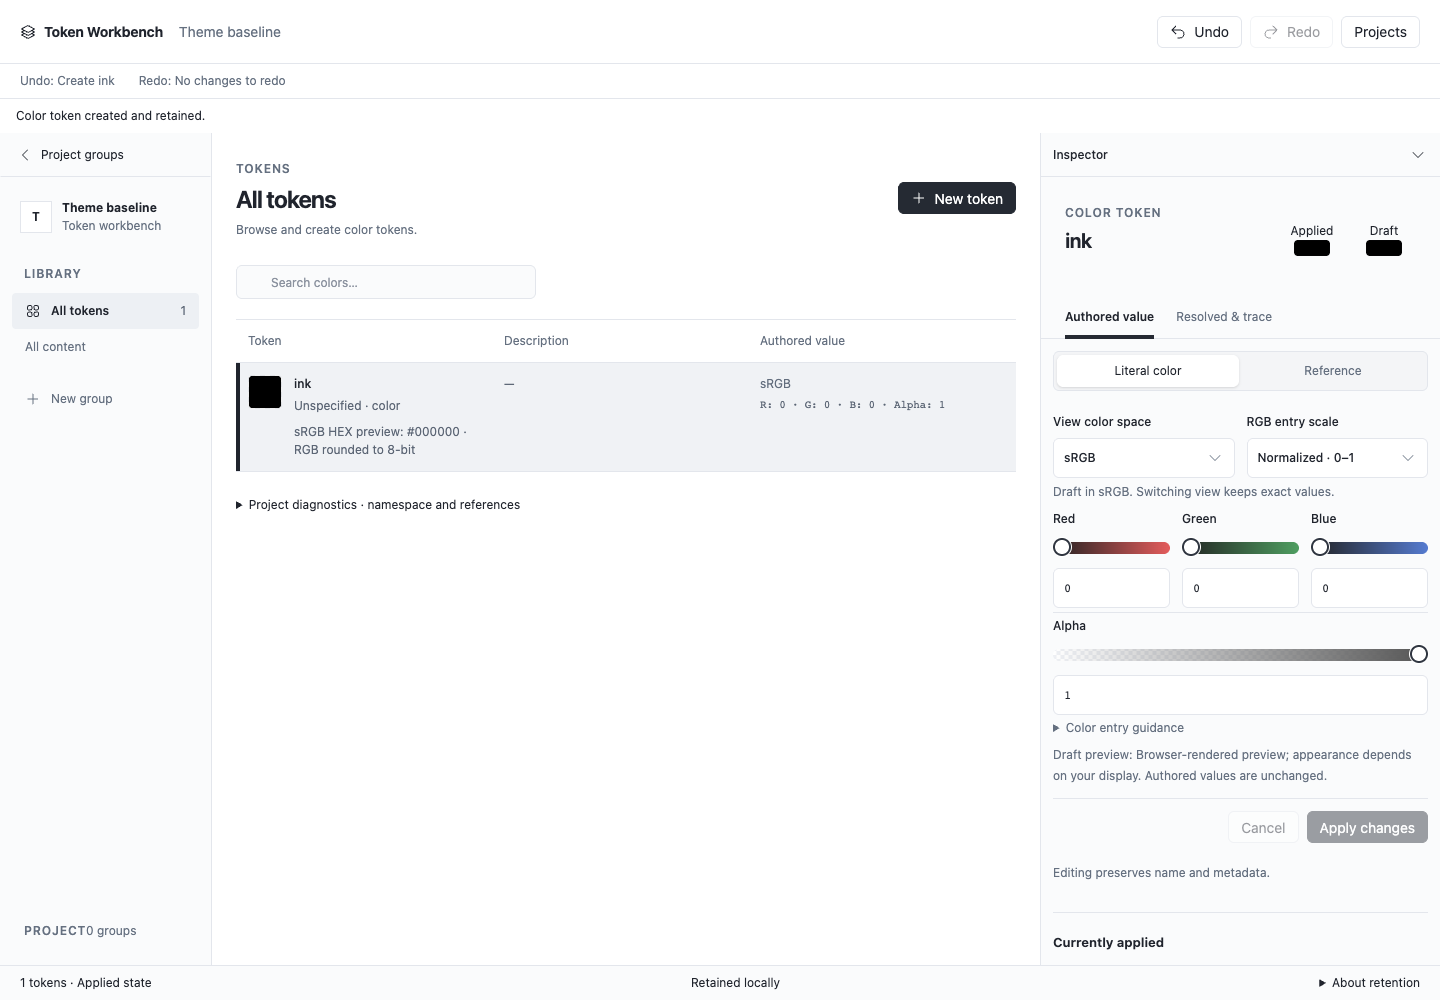 Token Workbench Theme baseline
Undo Redo Projects
Undo: Create ink Redo: No changes to redo
Color token created and retained.
Project groups
T
Theme baseline
Token workbench
LIBRARY
All tokens 1
All content
New group
PROJECT0 groups
TOKENS
All tokens
New token
Browse and create color tokens.
Search colors...
Token Description Authored value
ink — sRGB
Unspecified · color R: 0 · G: 0 · B: 0 · Alpha: 1
sRGB HEX preview: #000000 ·
RGB rounded to 8-bit
Project diagnostics · namespace and references
Inspector
COLOR TOKEN
ink
Applied Draft
Authored value Resolved & trace
Literal color Reference
View color space RGB entry scale
sRGB Normalized · 0–1
Draft in sRGB. Switching view keeps exact values.
Red Green Blue
0 0 0
Alpha
1
Color entry guidance
Draft preview: Browser-rendered preview; appearance depends
on your display. Authored values are unchanged.
Cancel Apply changes
Editing preserves name and metadata.
Currently applied
1 tokens · Applied state Retained locally About retention